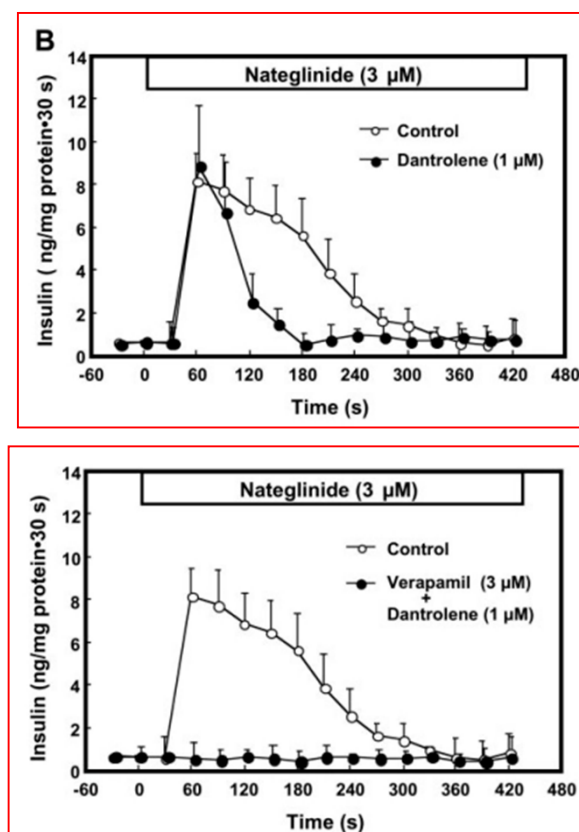 B
14
12
10
8
6
4
2
0
Insulin ( ng/mg protein•30 s)
Nateglinide (3 µM)
Control
Dantrolene (1 µM)
-60 0 60 120 180 240 300 360 420 480
Time (s)
14
12
10
8
6
4
2
0
Insulin (ng/mg protein•30 s)
Nateglinide (3 µM)
Control
Verapamil (3 µM)
+
Dantrolene (1 µM)
-60 0 60 120 180 240 300 360 420 480
Time (s)